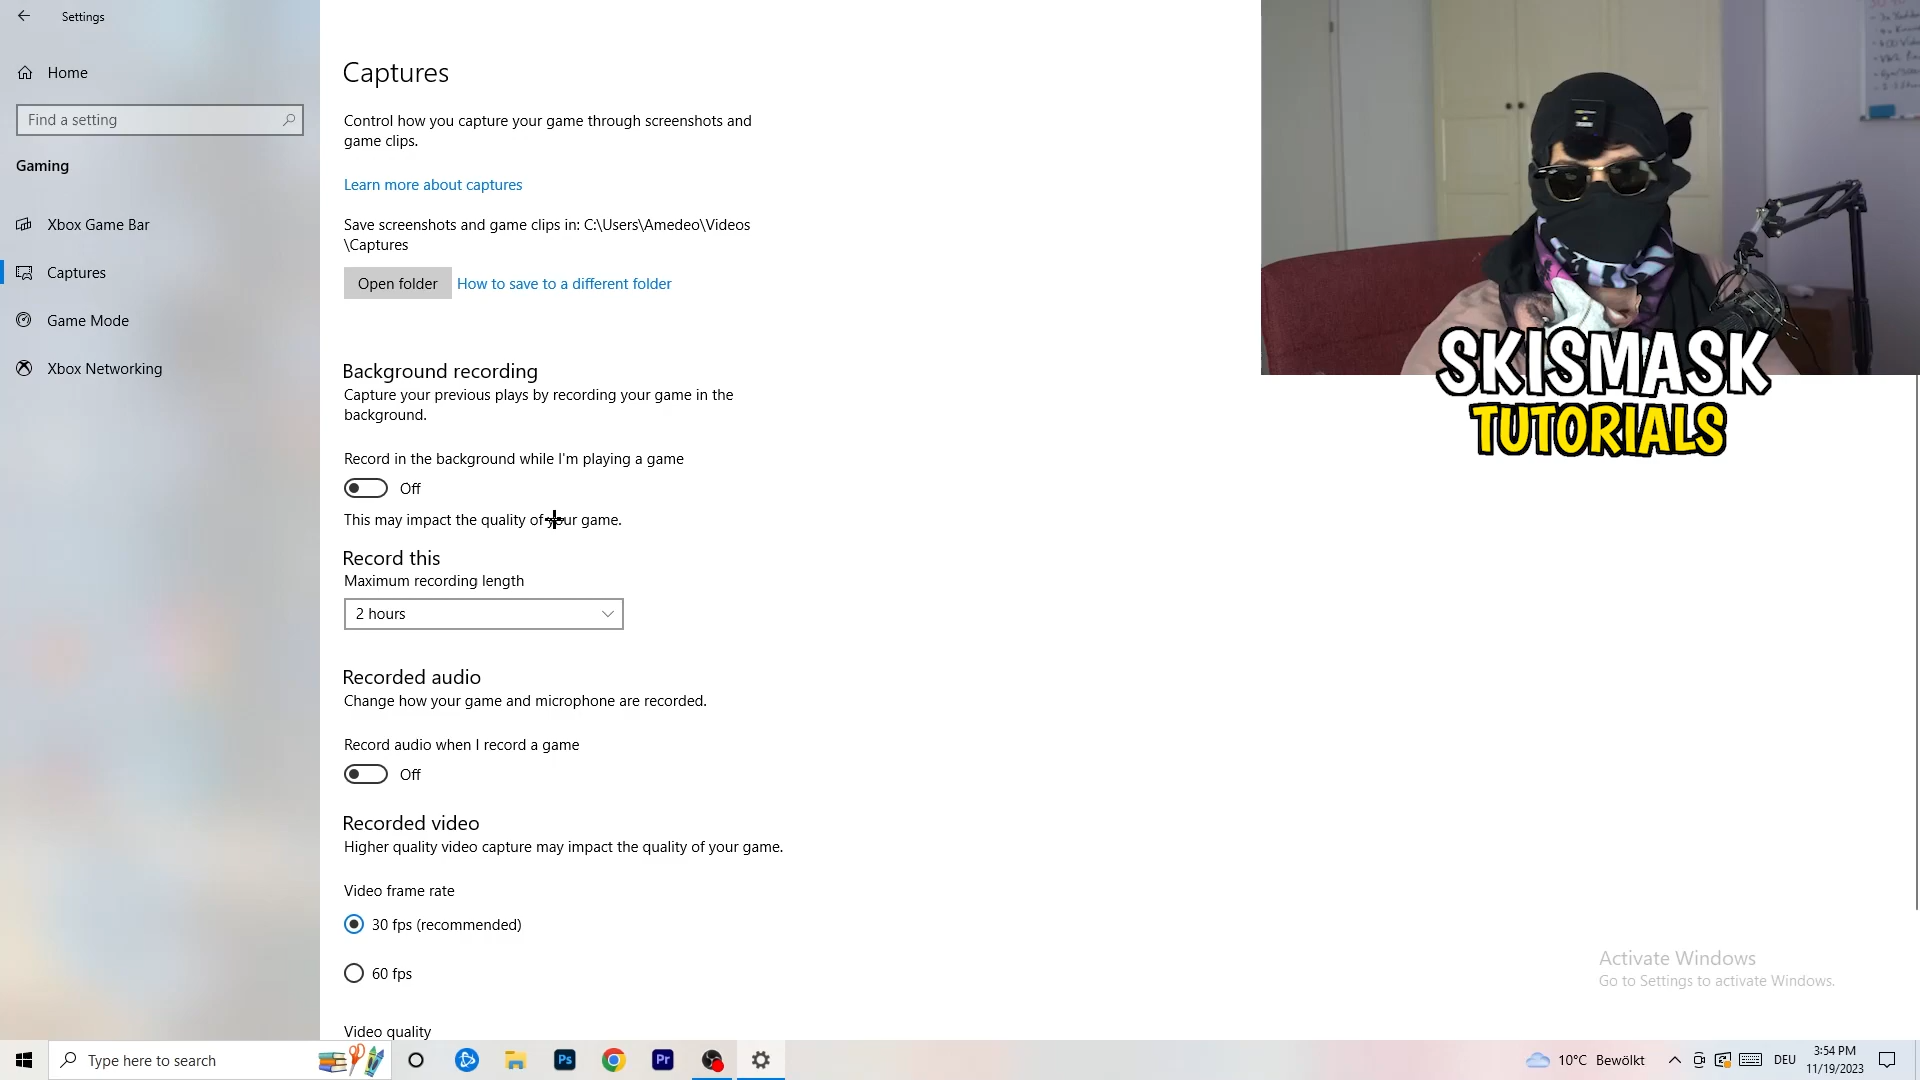 Settings
Home
Find a setting
Gaming
Xbox Game Bar
Captures
Game Mode
Xbox Networking
Captures
Control how you capture your game through screenshots and
game clips.
Learn more about captures
Save screenshots and game clips in: C:\Users\Amedeo\Videos
\Captures
Open folder
How to save to a different folder
Background recording
Capture your previous plays by recording your game in the
background.
Record in the background while I'm playing a game
Off
This may impact the quality of your game.
Record this
Maximum recording length
2 hours
Recorded audio
Change how your game and microphone are recorded.
Record audio when I record a game
Off
Recorded video
Higher quality video capture may impact the quality of your game.
Video frame rate
30 fps (recommended)
60 fps
Video quality
SKISMASK
TUTORIALS
Activate Windows
Go to Settings to activate Windows.
Type here to search
Ps
Pr
10°C Bewölkt
DEU
3:54 PM
11/19/2023